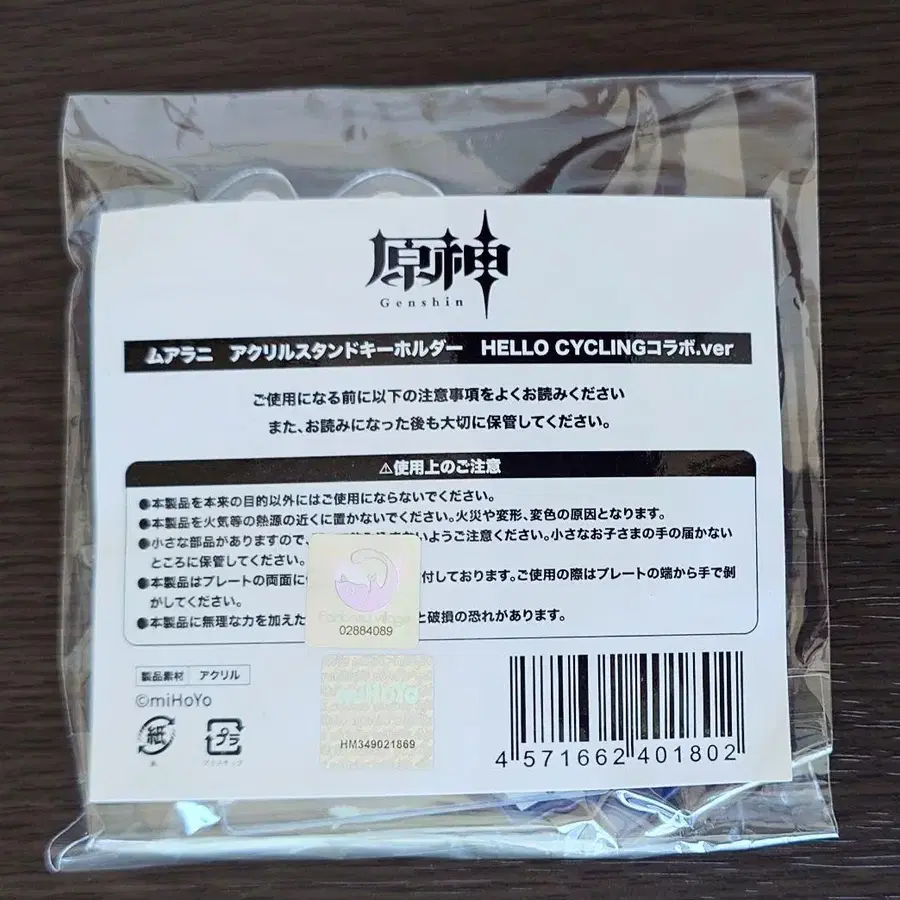 原神
Genshin
ムアラニ アクリルスタンドキーホルダー HELLO CYCLINGコラボ.ver
ご使用になる前に以下の注意事項をよくお読みください
また、お読みになった後も大切に保管してください。
⚠使用上のご注意
●本製品を本来の目的以外にはご使用にならないでください。
●本製品を火気等の熱源の近くに置かないでください。火災や変形、変色の原因となります。
●小さな部品がありますので、 ようご注意ください。小さなお子さまの手の届かない
ところに保管してください。
●本製品はプレートの両面に 付しております。ご使用の際はプレートの端から手で剝
がしてください。
●本製品に無理な力を加えた と破損の恐れがあります。
02884089
製品素材 アクリル
©miHoYo
miHoYo
HM349021869
紙
プラ
4 571662 401802